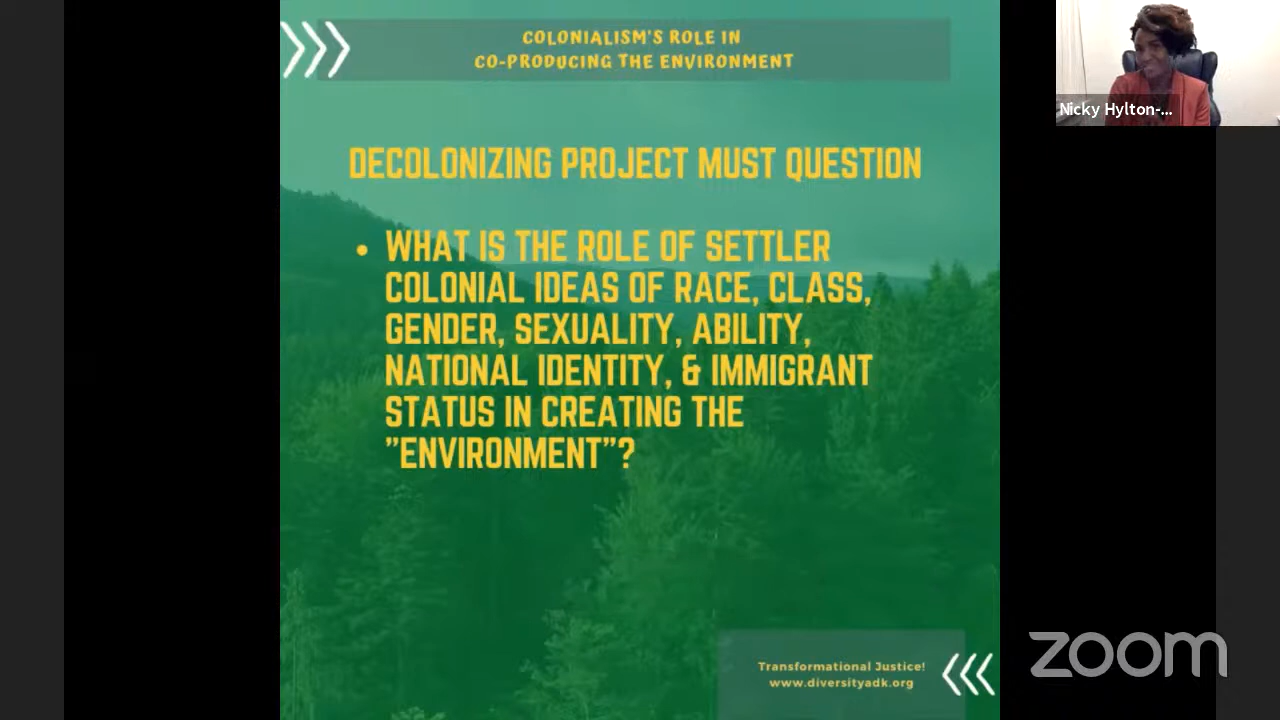 COLONIALISM'S ROLE IN
CO-PRODUCING THE ENVIRONMENT
DECOLONIZING PROJECT MUST QUESTION
• WHAT IS THE ROLE OF SETTLER
COLONIAL IDEAS OF RACE, CLASS,
GENDER, SEXUALITY, ABILITY,
NATIONAL IDENTITY, & IMMIGRANT
STATUS IN CREATING THE
”ENVIRONMENT”?
Transformational Justice!
www.diversityadk.org
Nicky Hylton-...
zoom